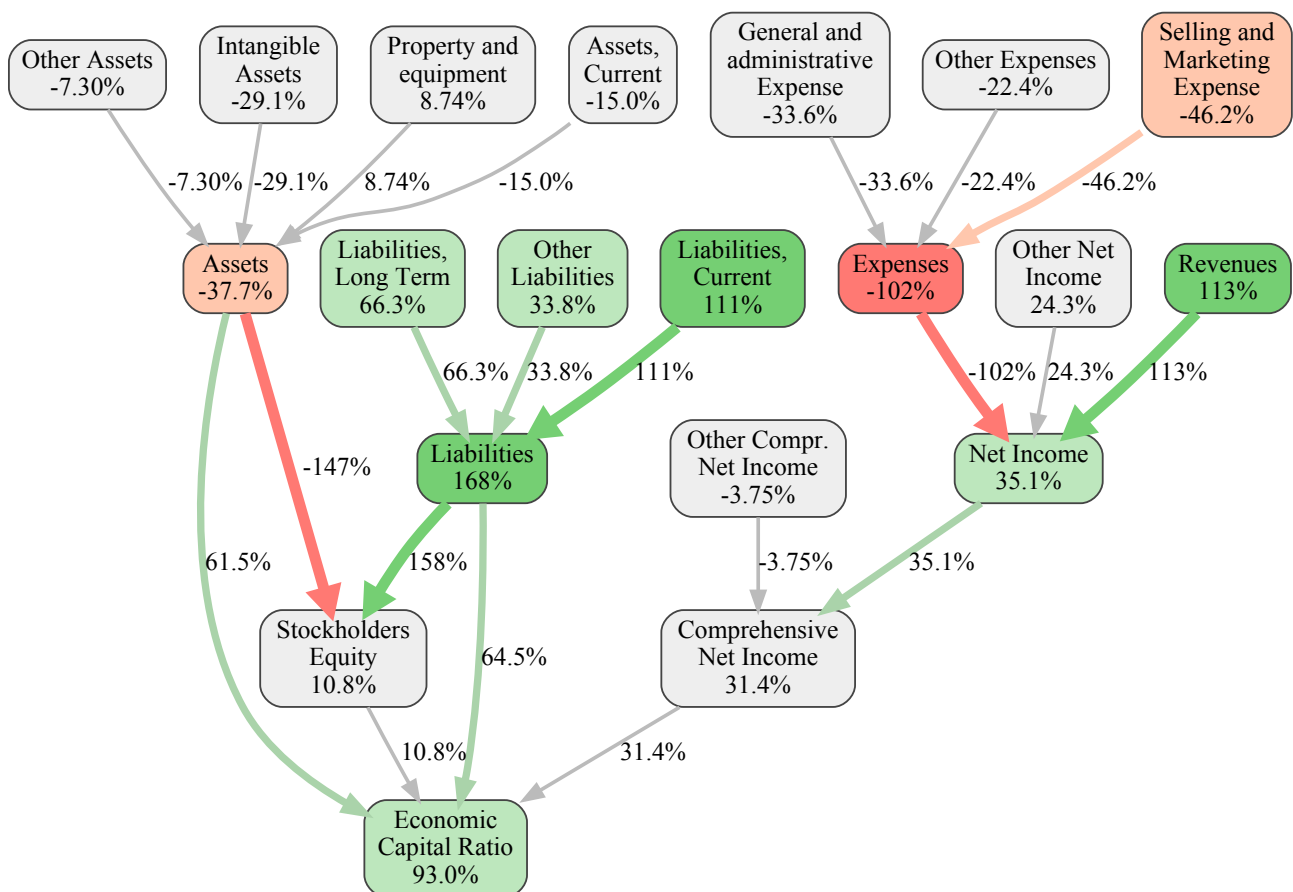 Other Assets
-7.30%
Intangible
Assets
-29.1%
Property and
equipment
8.74%
Assets,
Current
-15.0%
General and
administrative
Expense
-33.6%
Other Expenses
-22.4%
Selling and
Marketing
Expense
-46.2%
-7.30%
-29.1%
8.74%
-15.0%
-33.6%
-22.4%
-46.2%
Assets
-37.7%
Liabilities,
Long Term
66.3%
Other
Liabilities
33.8%
Liabilities,
Current
111%
Expenses
-102%
Other Net
Income
24.3%
Revenues
113%
66.3%
33.8%
111%
-102%
24.3%
113%
Liabilities
168%
Other Compr.
Net Income
-3.75%
Net Income
35.1%
-147%
61.5%
158%
-3.75%
35.1%
Stockholders
Equity
10.8%
64.5%
Comprehensive
Net Income
31.4%
10.8%
31.4%
Economic
Capital Ratio
93.0%